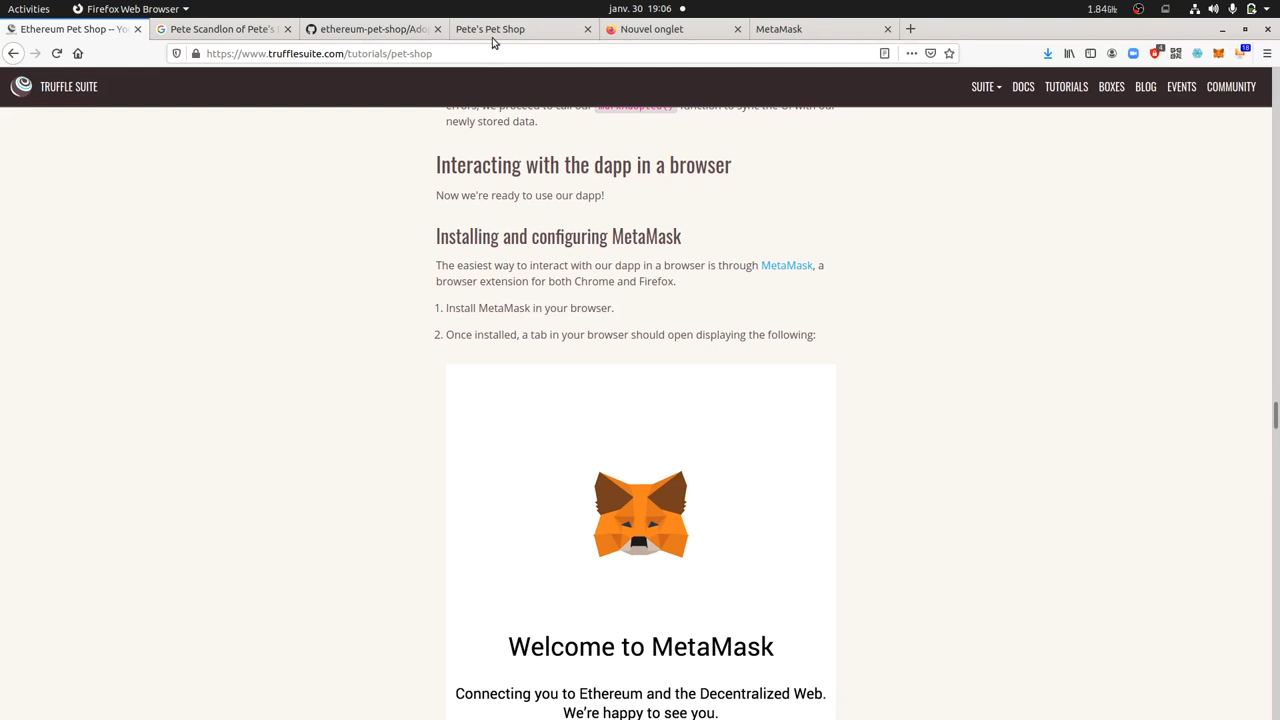 Activities
Firefox Web Browser
janv. 30 19:06
1.84GHz
Ethereum Pet Shop -- Yo
Pete Scandlon of Pete's
ethereum-pet-shop/Ado
Pete's Pet Shop
Nouvel onglet
MetaMask
https://www.trufflesuite.com/tutorials/pet-shop
4
18
TRUFFLE SUITE
SUITE
DOCS
TUTORIALS
BOXES
BLOG
EVENTS
COMMUNITY
errors, we proceed to call our markAdopted() function to sync the UI with our
newly stored data.
Interacting with the dapp in a browser
Now we're ready to use our dapp!
Installing and configuring MetaMask
The easiest way to interact with our dapp in a browser is through MetaMask, a
browser extension for both Chrome and Firefox.
1. Install MetaMask in your browser.
2. Once installed, a tab in your browser should open displaying the following:
Welcome to MetaMask
Connecting you to Ethereum and the Decentralized Web.
We're happy to see you.